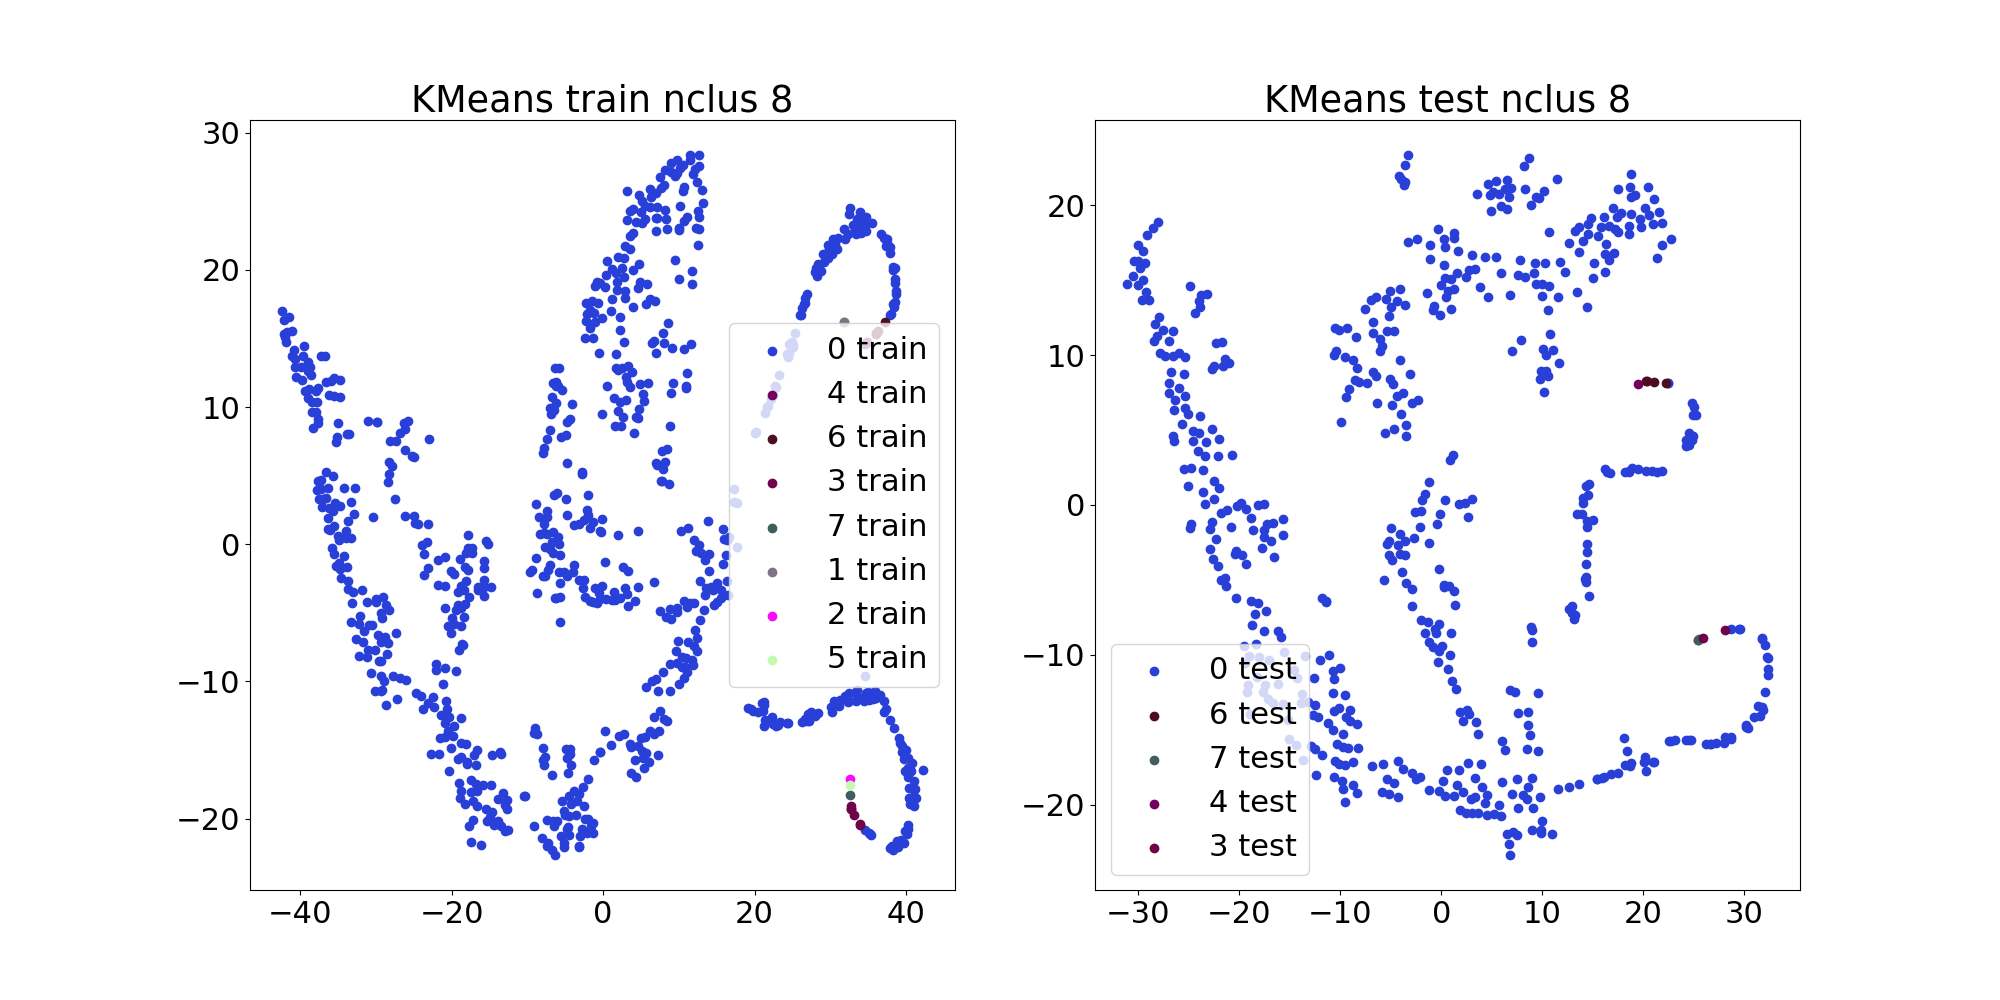 KMeans train nclus 8
30
20
10
0
−10
−20
−40
−20
0
20
40
0 train
4 train
6 train
3 train
7 train
1 train
2 train
5 train
KMeans test nclus 8
20
10
0
−10
−20
−30
−20
−10
0
10
20
30
0 test
6 test
7 test
4 test
3 test